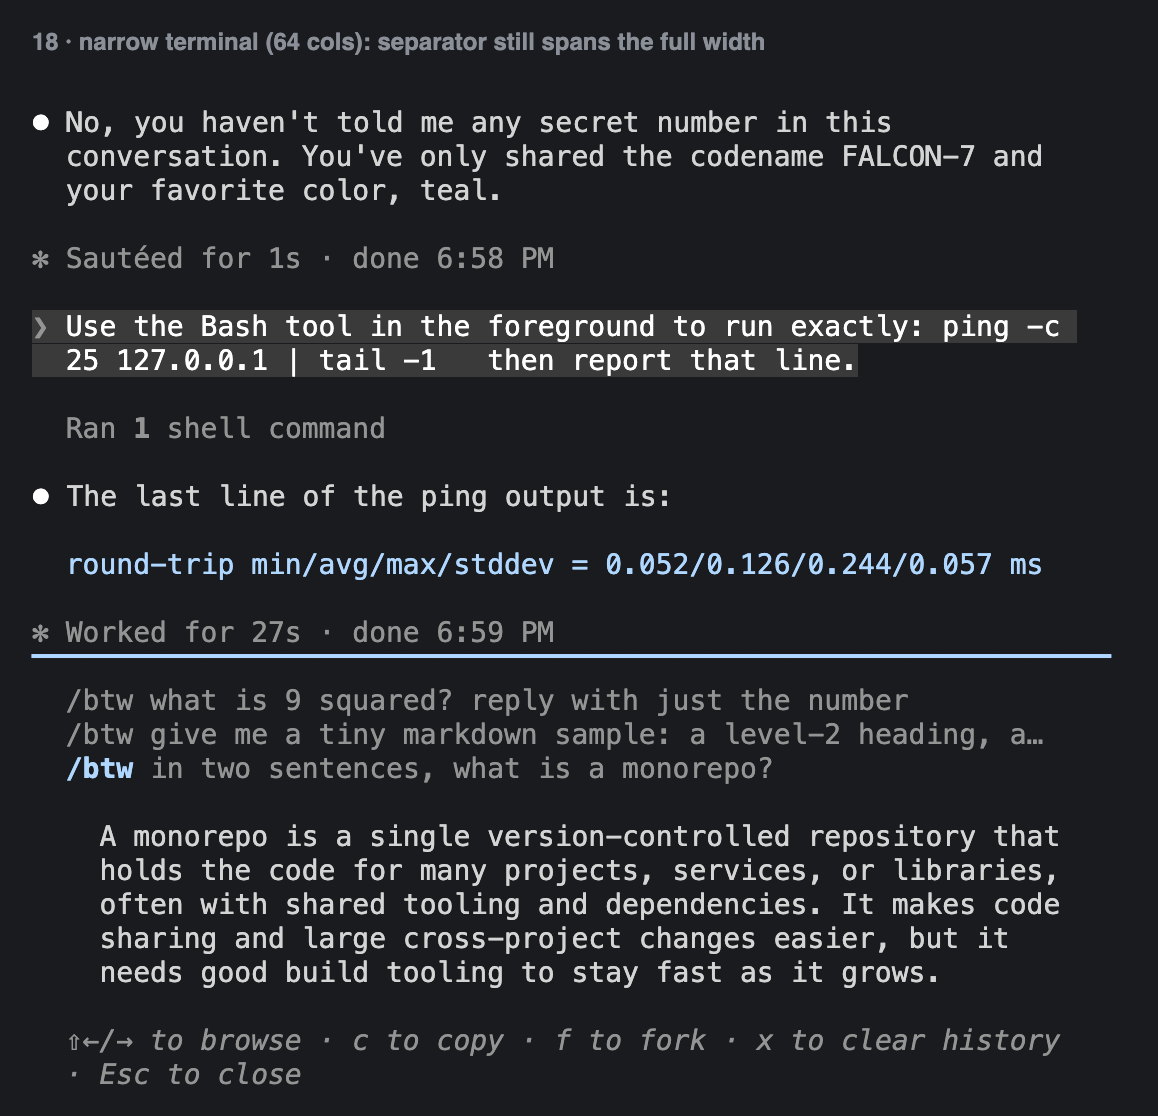 18 · narrow terminal (64 cols): separator still spans the full width
● No, you haven't told me any secret number in this
conversation. You've only shared the codename FALCON-7 and
your favorite color, teal.
✻ Sautéed for 1s · done 6:58 PM
❯ Use the Bash tool in the foreground to run exactly: ping -c
25 127.0.0.1 | tail -1   then report that line.
Ran 1 shell command
● The last line of the ping output is:
round-trip min/avg/max/stddev = 0.052/0.126/0.244/0.057 ms
✻ Worked for 27s · done 6:59 PM
/btw what is 9 squared? reply with just the number
/btw give me a tiny markdown sample: a level-2 heading, a…
/btw in two sentences, what is a monorepo?
A monorepo is a single version-controlled repository that
holds the code for many projects, services, or libraries,
often with shared tooling and dependencies. It makes code
sharing and large cross-project changes easier, but it
needs good build tooling to stay fast as it grows.
⇧←/→ to browse · c to copy · f to fork · x to clear history
· Esc to close